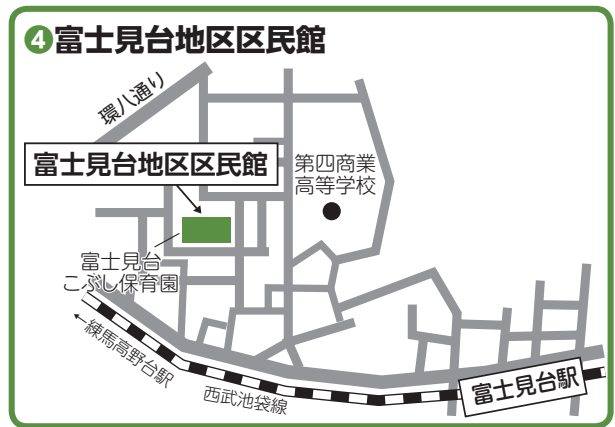 ④富士見台地区区民館
環八通り
富士見台地区区民館
第四商業
高等学校
富士見台
こぶし保育園
←練馬高野台駅
西武池袋線
富士見台駅